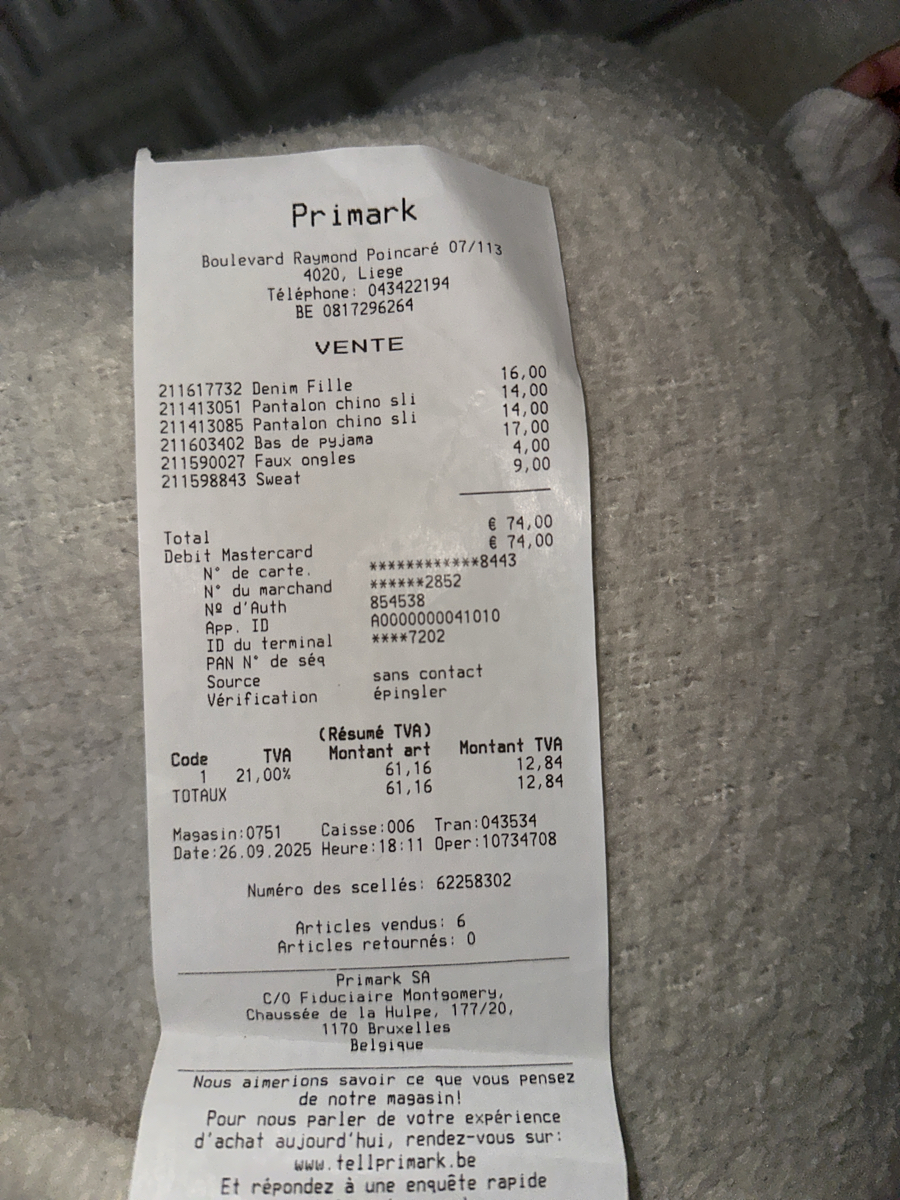 Primark
Boulevard Raymond Poincaré 07/113
4020, Liege
Téléphone: 043422194
BE 0817296264
VENTE
211617732 Denim Fille 16,00
211413051 Pantalon chino sli 14,00
211413085 Pantalon chino sli 14,00
211603402 Bas de pyjama 17,00
211590027 Faux ongles 4,00
211598843 Sweat 9,00
Total € 74,00
Debit Mastercard € 74,00
N° de carte. ************8443
N° du marchand ******2852
Nº d'Auth 854538
App. ID A0000000041010
ID du terminal ****7202
PAN N° de séq
Source sans contact
Vérification épingler
(Résumé TVA)
Code TVA Montant art Montant TVA
1 21,00% 61,16 12,84
TOTAUX 61,16 12,84
Magasin:0751 Caisse:006 Tran:043534
Date:26.09.2025 Heure:18:11 Oper:10734708
Numéro des scellés: 62258302
Articles vendus: 6
Articles retournés: 0
Primark SA
C/O Fiduciaire Montgomery,
Chaussée de la Hulpe, 177/20,
1170 Bruxelles
Belgique
Nous aimerions savoir ce que vous pensez
de notre magasin!
Pour nous parler de votre expérience
d'achat aujourd'hui, rendez-vous sur:
www.tellprimark.be
Et répondez à une enquête rapide